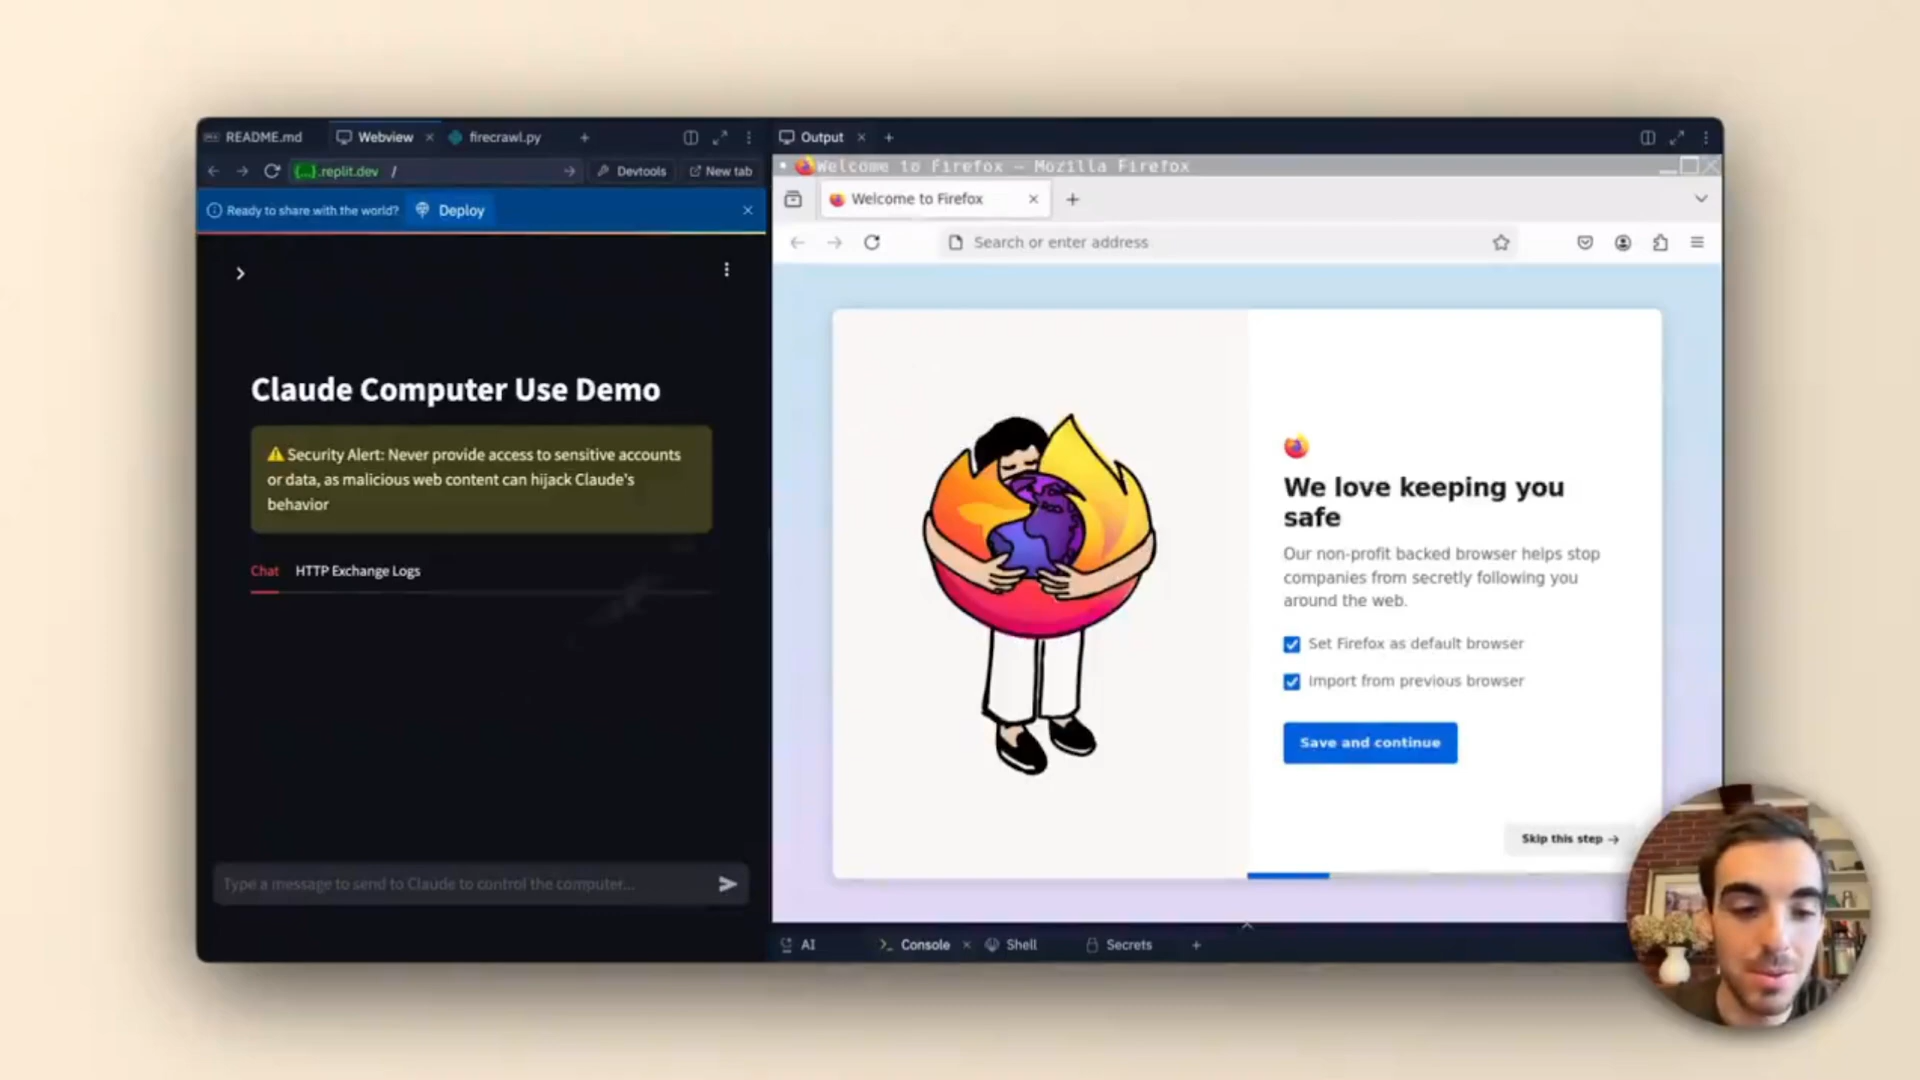 README.md
Webview
firecrawl.py
{...}.replit.dev /
Devtools
New tab
Ready to share with the world?
Deploy
Claude Computer Use Demo
Security Alert: Never provide access to sensitive accounts
or data, as malicious web content can hijack Claude's
behavior
Chat
HTTP Exchange Logs
Type a message to send to Claude to control the computer...
Output
Welcome to Firefox — Mozilla Firefox
Welcome to Firefox
Search or enter address
We love keeping you
safe
Our non-profit backed browser helps stop
companies from secretly following you
around the web.
Set Firefox as default browser
Import from previous browser
Save and continue
Skip this step →
AI
Console
Shell
Secrets